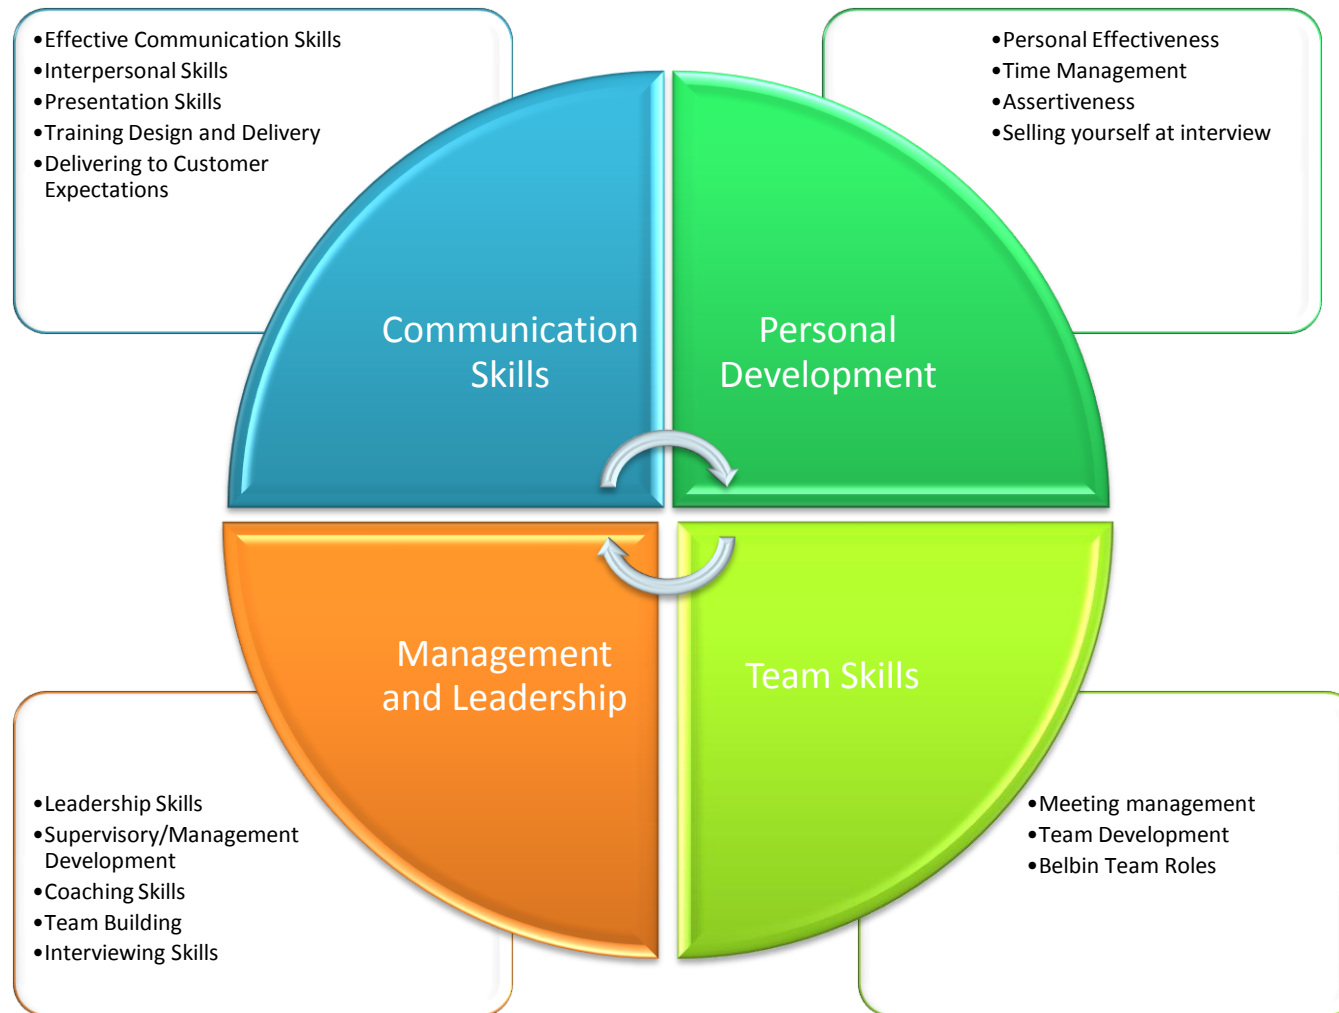 •Effective Communication Skills
•Interpersonal Skills
•Presentation Skills
•Training Design and Delivery
•Delivering to Customer
Expectations
•Personal Effectiveness
•Time Management
•Assertiveness
•Selling yourself at interview
Communication
Skills
Personal
Development
Management
and Leadership
Team Skills
•Leadership Skills
•Supervisory/Management
Development
•Coaching Skills
•Team Building
•Interviewing Skills
•Meeting management
•Team Development
•Belbin Team Roles